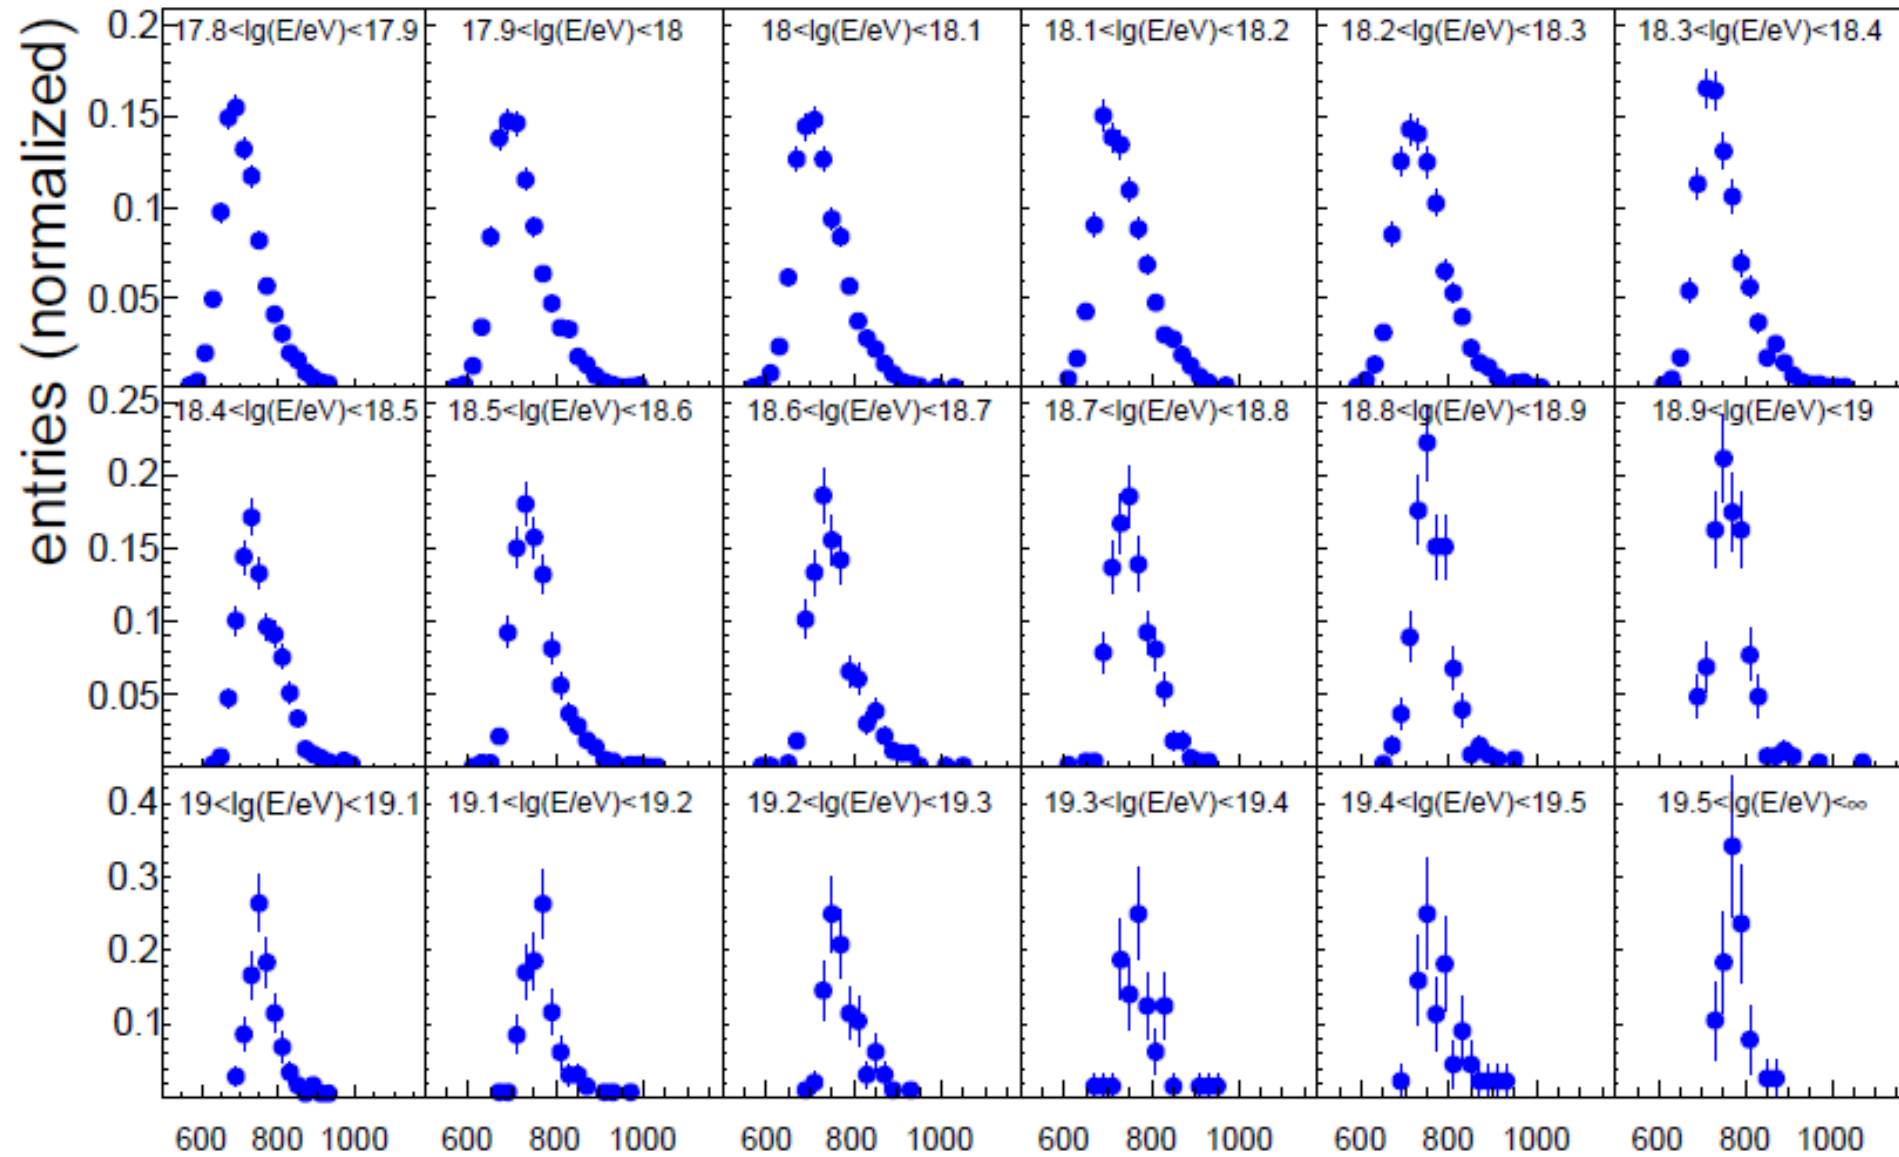 entries (normalized)
17.8<lg(E/eV)<17.9 17.9<lg(E/eV)<18 18<lg(E/eV)<18.1 18.1<lg(E/eV)<18.2 18.2<lg(E/eV)<18.3 18.3<lg(E/eV)<18.4
0.2
0.15
0.1
0.05
18.4<lg(E/eV)<18.5 18.5<lg(E/eV)<18.6 18.6<lg(E/eV)<18.7 18.7<lg(E/eV)<18.8 18.8<lg(E/eV)<18.9 18.9<lg(E/eV)<19
0.25
0.2
0.15
0.1
0.05
19<lg(E/eV)<19.1 19.1<lg(E/eV)<19.2 19.2<lg(E/eV)<19.3 19.3<lg(E/eV)<19.4 19.4<lg(E/eV)<19.5 19.5<lg(E/eV)<∞
0.4
0.3
0.2
0.1
600 800 1000 600 800 1000 600 800 1000 600 800 1000 600 800 1000 600 800 1000